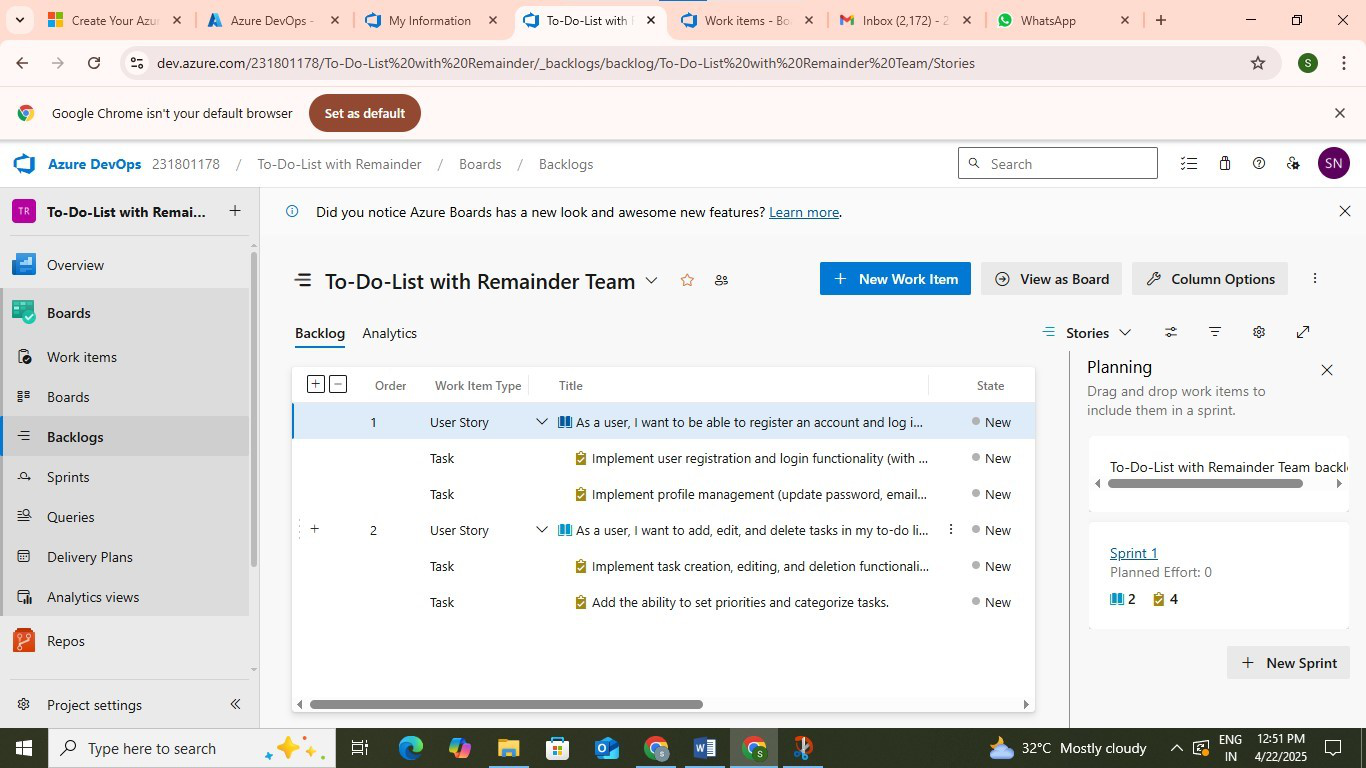 Create Your Azur
Azure DevOps -
My Information
To-Do-List with R
Work items - Bo
Inbox (2,172) - 2
WhatsApp
dev.azure.com/231801178/To-Do-List%20with%20Remainder/_backlogs/backlog/To-Do-List%20with%20Remainder%20Team/Stories
S
Google Chrome isn't your default browser
Set as default
Azure DevOps 231801178 / To-Do-List with Remainder / Boards / Backlogs
Search
SN
TR To-Do-List with Remai...
Did you notice Azure Boards has a new look and awesome new features? Learn more.
Overview
Boards
Work items
Boards
Backlogs
Sprints
Queries
Delivery Plans
Analytics views
Repos
Project settings
To-Do-List with Remainder Team
New Work Item
View as Board
Column Options
Backlog Analytics
Stories
Order Work Item Type Title State
1 User Story As a user, I want to be able to register an account and log i... New
Task Implement user registration and login functionality (with ... New
Task Implement profile management (update password, email... New
2 User Story As a user, I want to add, edit, and delete tasks in my to-do li... New
Task Implement task creation, editing, and deletion functionali... New
Task Add the ability to set priorities and categorize tasks. New
Planning
Drag and drop work items to
include them in a sprint.
To-Do-List with Remainder Team backl
Sprint 1
Planned Effort: 0
2 4
New Sprint
Type here to search
S
32°C Mostly cloudy
ENG
IN
12:51 PM
4/22/2025